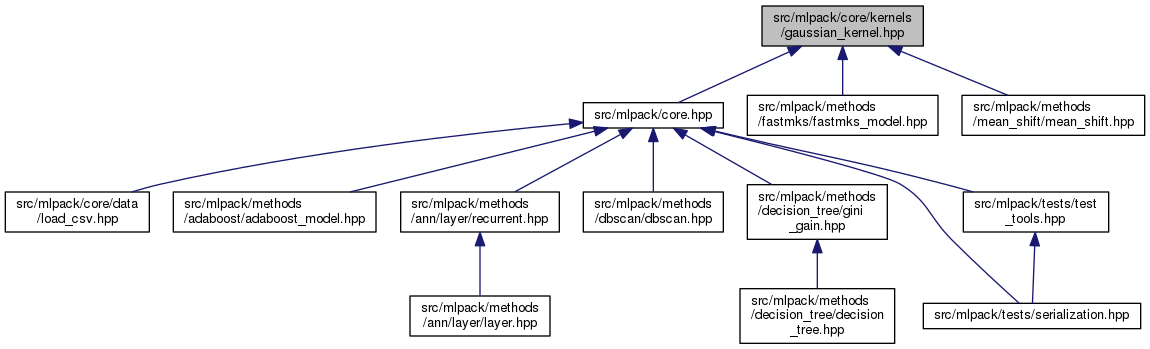 src/mlpack/core/kernels
/gaussian_kernel.hpp
src/mlpack/core.hpp
src/mlpack/methods
/fastmks/fastmks_model.hpp
src/mlpack/methods
/mean_shift/mean_shift.hpp
src/mlpack/core/data
/load_csv.hpp
src/mlpack/methods
/adaboost/adaboost_model.hpp
src/mlpack/methods
/ann/layer/recurrent.hpp
src/mlpack/methods
/dbscan/dbscan.hpp
src/mlpack/methods
/decision_tree/gini
_gain.hpp
src/mlpack/tests/test
_tools.hpp
src/mlpack/methods
/ann/layer/layer.hpp
src/mlpack/methods
/decision_tree/decision
_tree.hpp
src/mlpack/tests/serialization.hpp